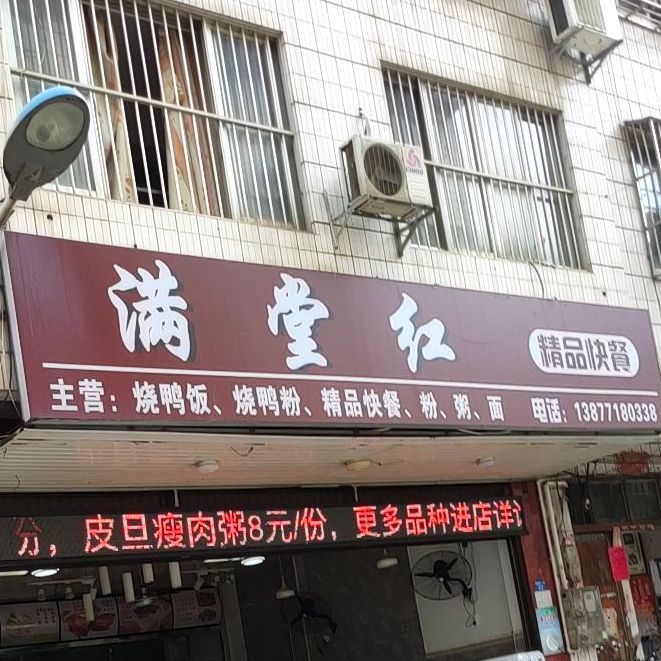 满堂红
精品快餐
主营：烧鸭饭、烧鸭粉、精品快餐、粉、粥、面 电话：13877180338
份，皮旦瘦肉粥8元/份，更多品种进店详